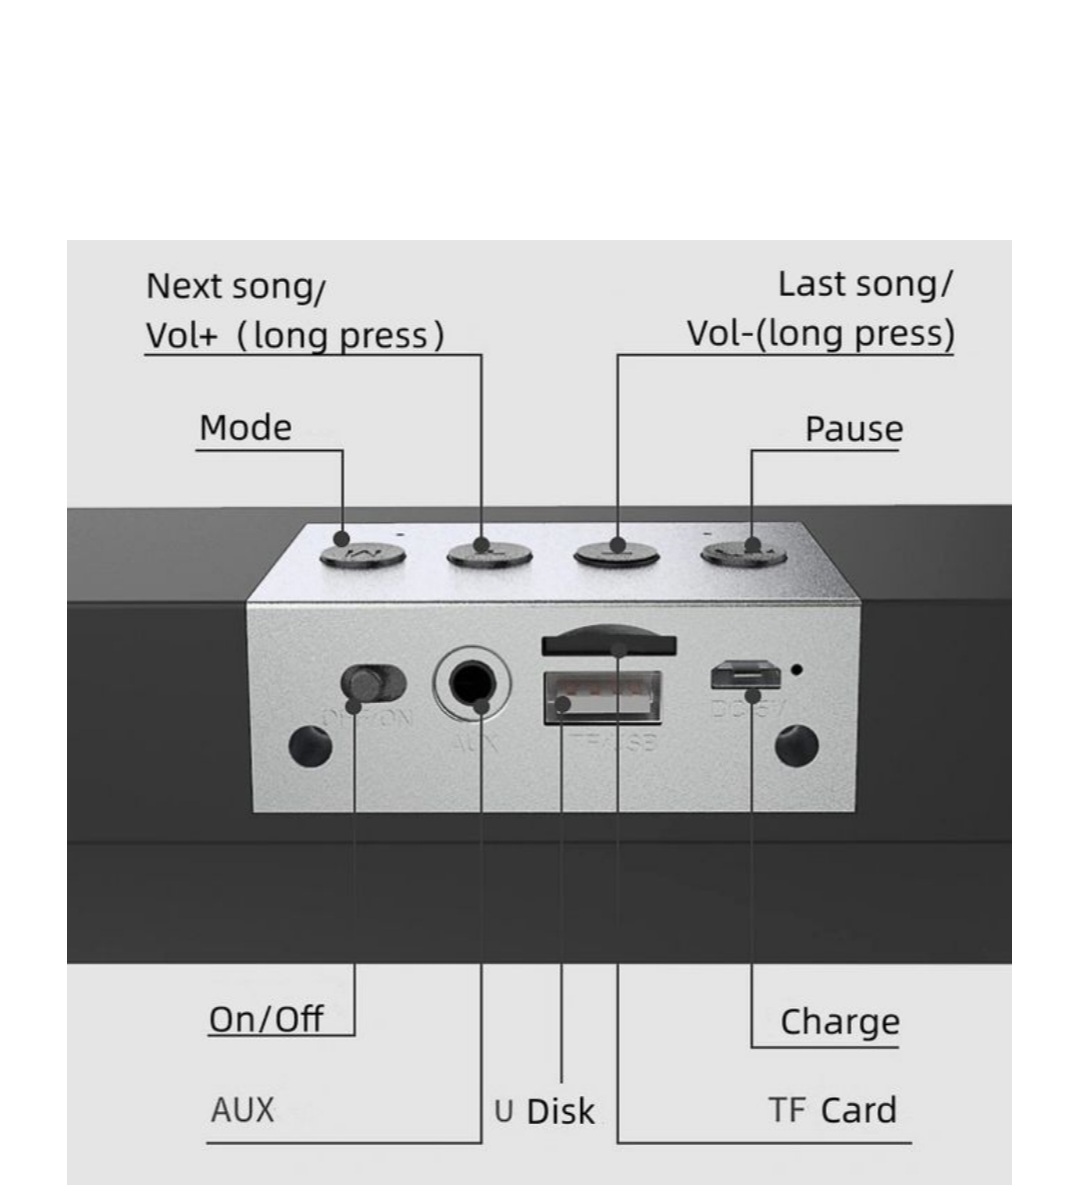 Next song/
Vol+ (long press)
Last song/
Vol-(long press)
Mode
Pause
M
OFF/ON
AUX
TF/USB
DC-5V
On/Off
Charge
AUX
U Disk
TF Card